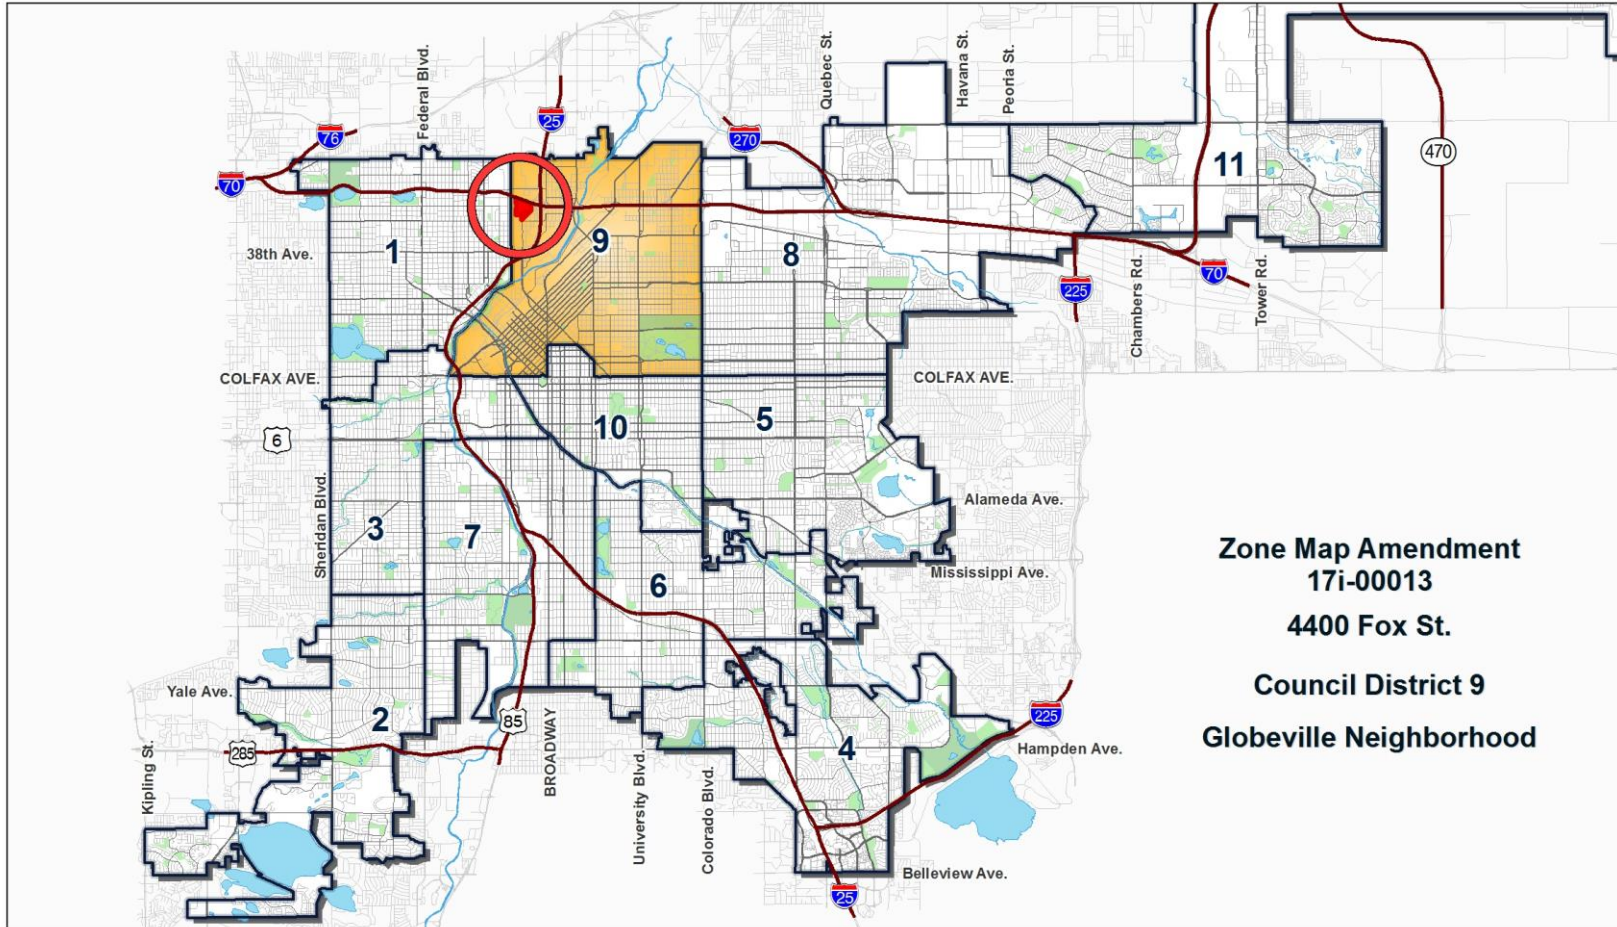 Federal Blvd.
Quebec St.
Havana St.
Peoria St.
76
25
270
470
70
11
38th Ave.
1
9
8
225
Chambers Rd.
70
Tower Rd.
COLFAX AVE.
COLFAX AVE.
6
10
5
Sheridan Blvd.
Alameda Ave.
3
7
6
Mississippi Ave.
Zone Map Amendment
17i-00013
4400 Fox St.
Council District 9
Globeville Neighborhood
Yale Ave.
2
85
BROADWAY
225
285
Kipling St.
University Blvd.
Colorado Blvd.
4
Hampden Ave.
Belleview Ave.
25